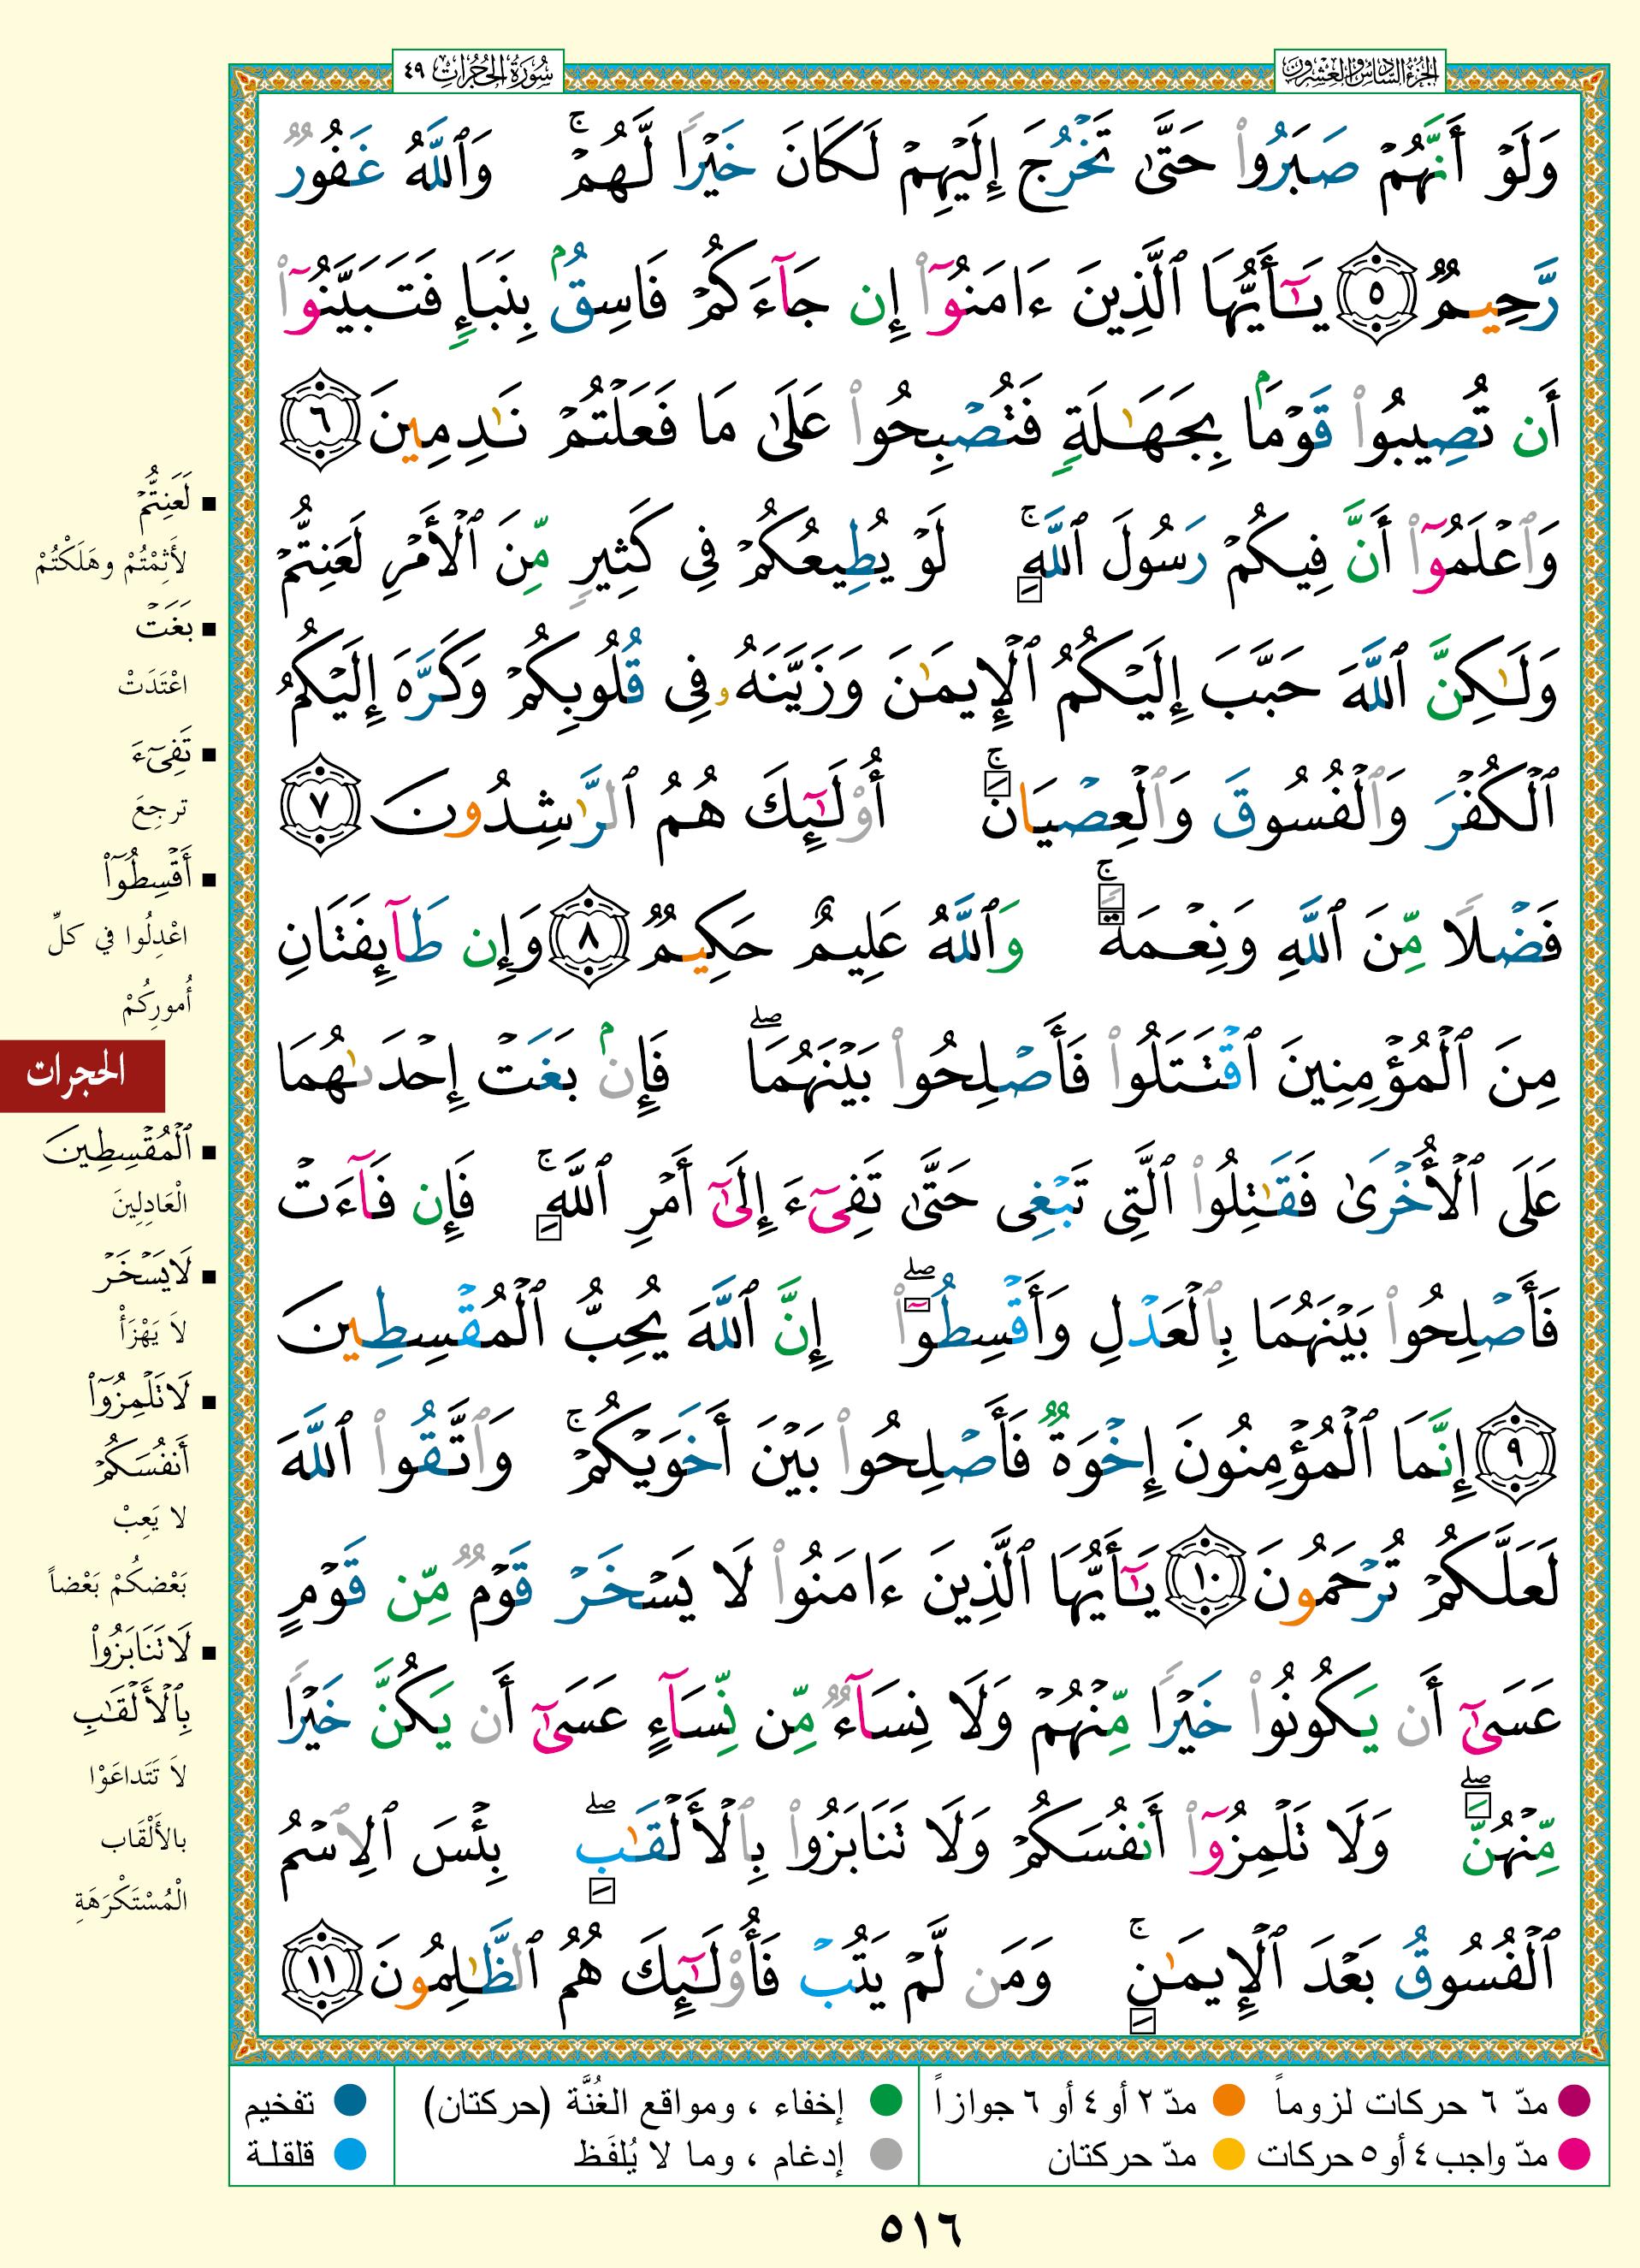 الجزء السادس والعشرون
سورة الحجرات ٤٩
وَلَوۡ أَنَّهُمۡ صَبَرُواْ حَتَّىٰ تَخۡرُجَ إِلَيۡهِمۡ لَكَانَ خَيۡرٗا لَّهُمۡۚ وَٱللَّهُ غَفُورٞ
رَّحِيمٞ ٥ يَٰٓأَيُّهَا ٱلَّذِينَ ءَامَنُوٓاْ إِن جَآءَكُمۡ فَاسِقُۢ بِنَبَإٖ فَتَبَيَّنُوٓاْ
أَن تُصِيبُواْ قَوۡمَۢا بِجَهَٰلَةٖ فَتُصۡبِحُواْ عَلَىٰ مَا فَعَلۡتُمۡ نَٰدِمِينَ ٦
وَٱعۡلَمُوٓاْ أَنَّ فِيكُمۡ رَسُولَ ٱللَّهِۚ لَوۡ يُطِيعُكُمۡ فِي كَثِيرٖ مِّنَ ٱلۡأَمۡرِ لَعَنِتُّمۡ
وَلَٰكِنَّ ٱللَّهَ حَبَّبَ إِلَيۡكُمُ ٱلۡإِيمَٰنَ وَزَيَّنَهُۥ فِي قُلُوبِكُمۡ وَكَرَّهَ إِلَيۡكُمُ
ٱلۡكُفۡرَ وَٱلۡفُسُوقَ وَٱلۡعِصۡيَانَۚ أُوْلَٰٓئِكَ هُمُ ٱلرَّٰشِدُونَ ٧
فَضۡلٗا مِّنَ ٱللَّهِ وَنِعۡمَةٗۚ وَٱللَّهُ عَلِيمٌ حَكِيمٞ ٨ وَإِن طَآئِفَتَانِ
مِنَ ٱلۡمُؤۡمِنِينَ ٱقۡتَتَلُواْ فَأَصۡلِحُواْ بَيۡنَهُمَاۖ فَإِنۢ بَغَتۡ إِحۡدَىٰهُمَا
عَلَى ٱلۡأُخۡرَىٰ فَقَٰتِلُواْ ٱلَّتِي تَبۡغِي حَتَّىٰ تَفِيٓءَ إِلَىٰٓ أَمۡرِ ٱللَّهِۚ فَإِن فَآءَتۡ
فَأَصۡلِحُواْ بَيۡنَهُمَا بِٱلۡعَدۡلِ وَأَقۡسِطُوٓاْۖ إِنَّ ٱللَّهَ يُحِبُّ ٱلۡمُقۡسِطِينَ
٩ إِنَّمَا ٱلۡمُؤۡمِنُونَ إِخۡوَةٞ فَأَصۡلِحُواْ بَيۡنَ أَخَوَيۡكُمۡۚ وَٱتَّقُواْ ٱللَّهَ
لَعَلَّكُمۡ تُرۡحَمُونَ ١٠ يَٰٓأَيُّهَا ٱلَّذِينَ ءَامَنُواْ لَا يَسۡخَرۡ قَوۡمٞ مِّن قَوۡمٍ
عَسَىٰٓ أَن يَكُونُواْ خَيۡرٗا مِّنۡهُمۡ وَلَا نِسَآءٞ مِّن نِّسَآءٍ عَسَىٰٓ أَن يَكُنَّ خَيۡرٗا
مِّنۡهُنَّۖ وَلَا تَلۡمِزُوٓاْ أَنفُسَكُمۡ وَلَا تَنَابَزُواْ بِٱلۡأَلۡقَٰبِۖ بِئۡسَ ٱلِٱسۡمُ
ٱلۡفُسُوقُ بَعۡدَ ٱلۡإِيمَٰنِۚ وَمَن لَّمۡ يَتُبۡ فَأُوْلَٰٓئِكَ هُمُ ٱلظَّٰلِمُونَ ١١
■ لَعَنِتُّمۡ
لأَثِمْتُمْ وهَلَكْتُمْ
■ بَغَتۡ
اعْتَدَتْ
■ تَفِيٓءَ
ترجِعَ
■ أَقۡسِطُوٓاْ
اعْدِلُوا في كلِّ
أُمورِكُمْ
الحجرات
■ ٱلۡمُقۡسِطِينَ
الْعَادِلِينَ
■ لَا يَسۡخَرۡ
لاَ يَهْزَأْ
■ لَا تَلۡمِزُوٓاْ
أَنفُسَكُمۡ
لا يَعِبْ
بَعْضكُمْ بَعْضاً
■ لَا تَنَابَزُواْ
بِٱلۡأَلۡقَٰبِ
لاَ تَتَداعَوْا
بالأَلْقَاب
الْمُسْتَكْرَهَةِ
مدّ ٦ حركات لزوماً
مدّ ٢ أو ٤ أو ٦ جوازاً
إخفاء ، ومواقع الغُنَّة (حركتان)
تفخيم
مدّ واجب ٤ أو ٥ حركات
مدّ حركتان
إدغام ، وما لا يُلفَظ
قلقلة
٥١٦